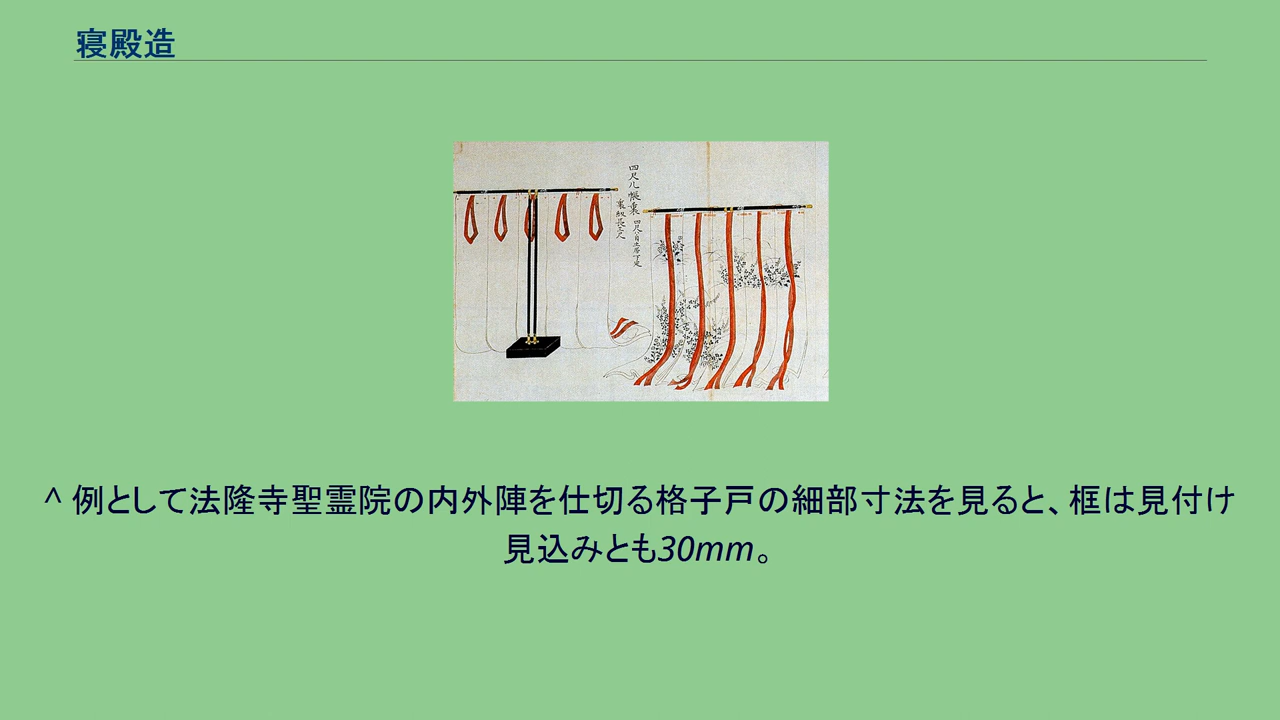 寝殿造
四尺几帳裏
^ 例として法隆寺聖霊院の内外陣を仕切る格子戸の細部寸法を見ると、框は見付け
見込みとも30mm。